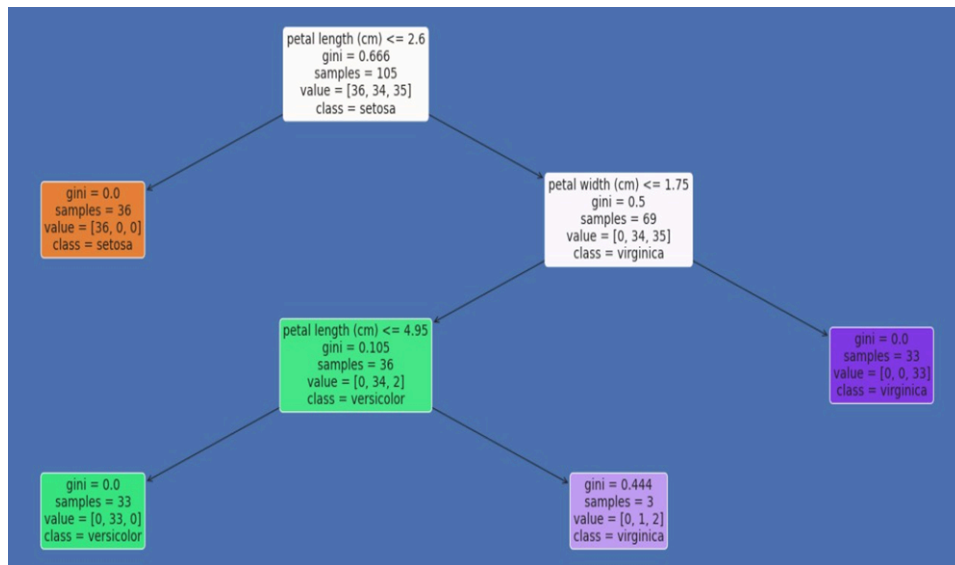 petal length (cm) <= 2.6
gini = 0.666
samples = 105
value = [36, 34, 35]
class = setosa
gini = 0.0
samples = 36
value = [36, 0, 0]
class = setosa
petal width (cm) <= 1.75
gini = 0.5
samples = 69
value = [0, 34, 35]
class = virginica
petal length (cm) <= 4.95
gini = 0.105
samples = 36
value = [0, 34, 2]
class = versicolor
gini = 0.0
samples = 33
value = [0, 0, 33]
class = virginica
gini = 0.0
samples = 33
value = [0, 33, 0]
class = versicolor
gini = 0.444
samples = 3
value = [0, 1, 2]
class = virginica